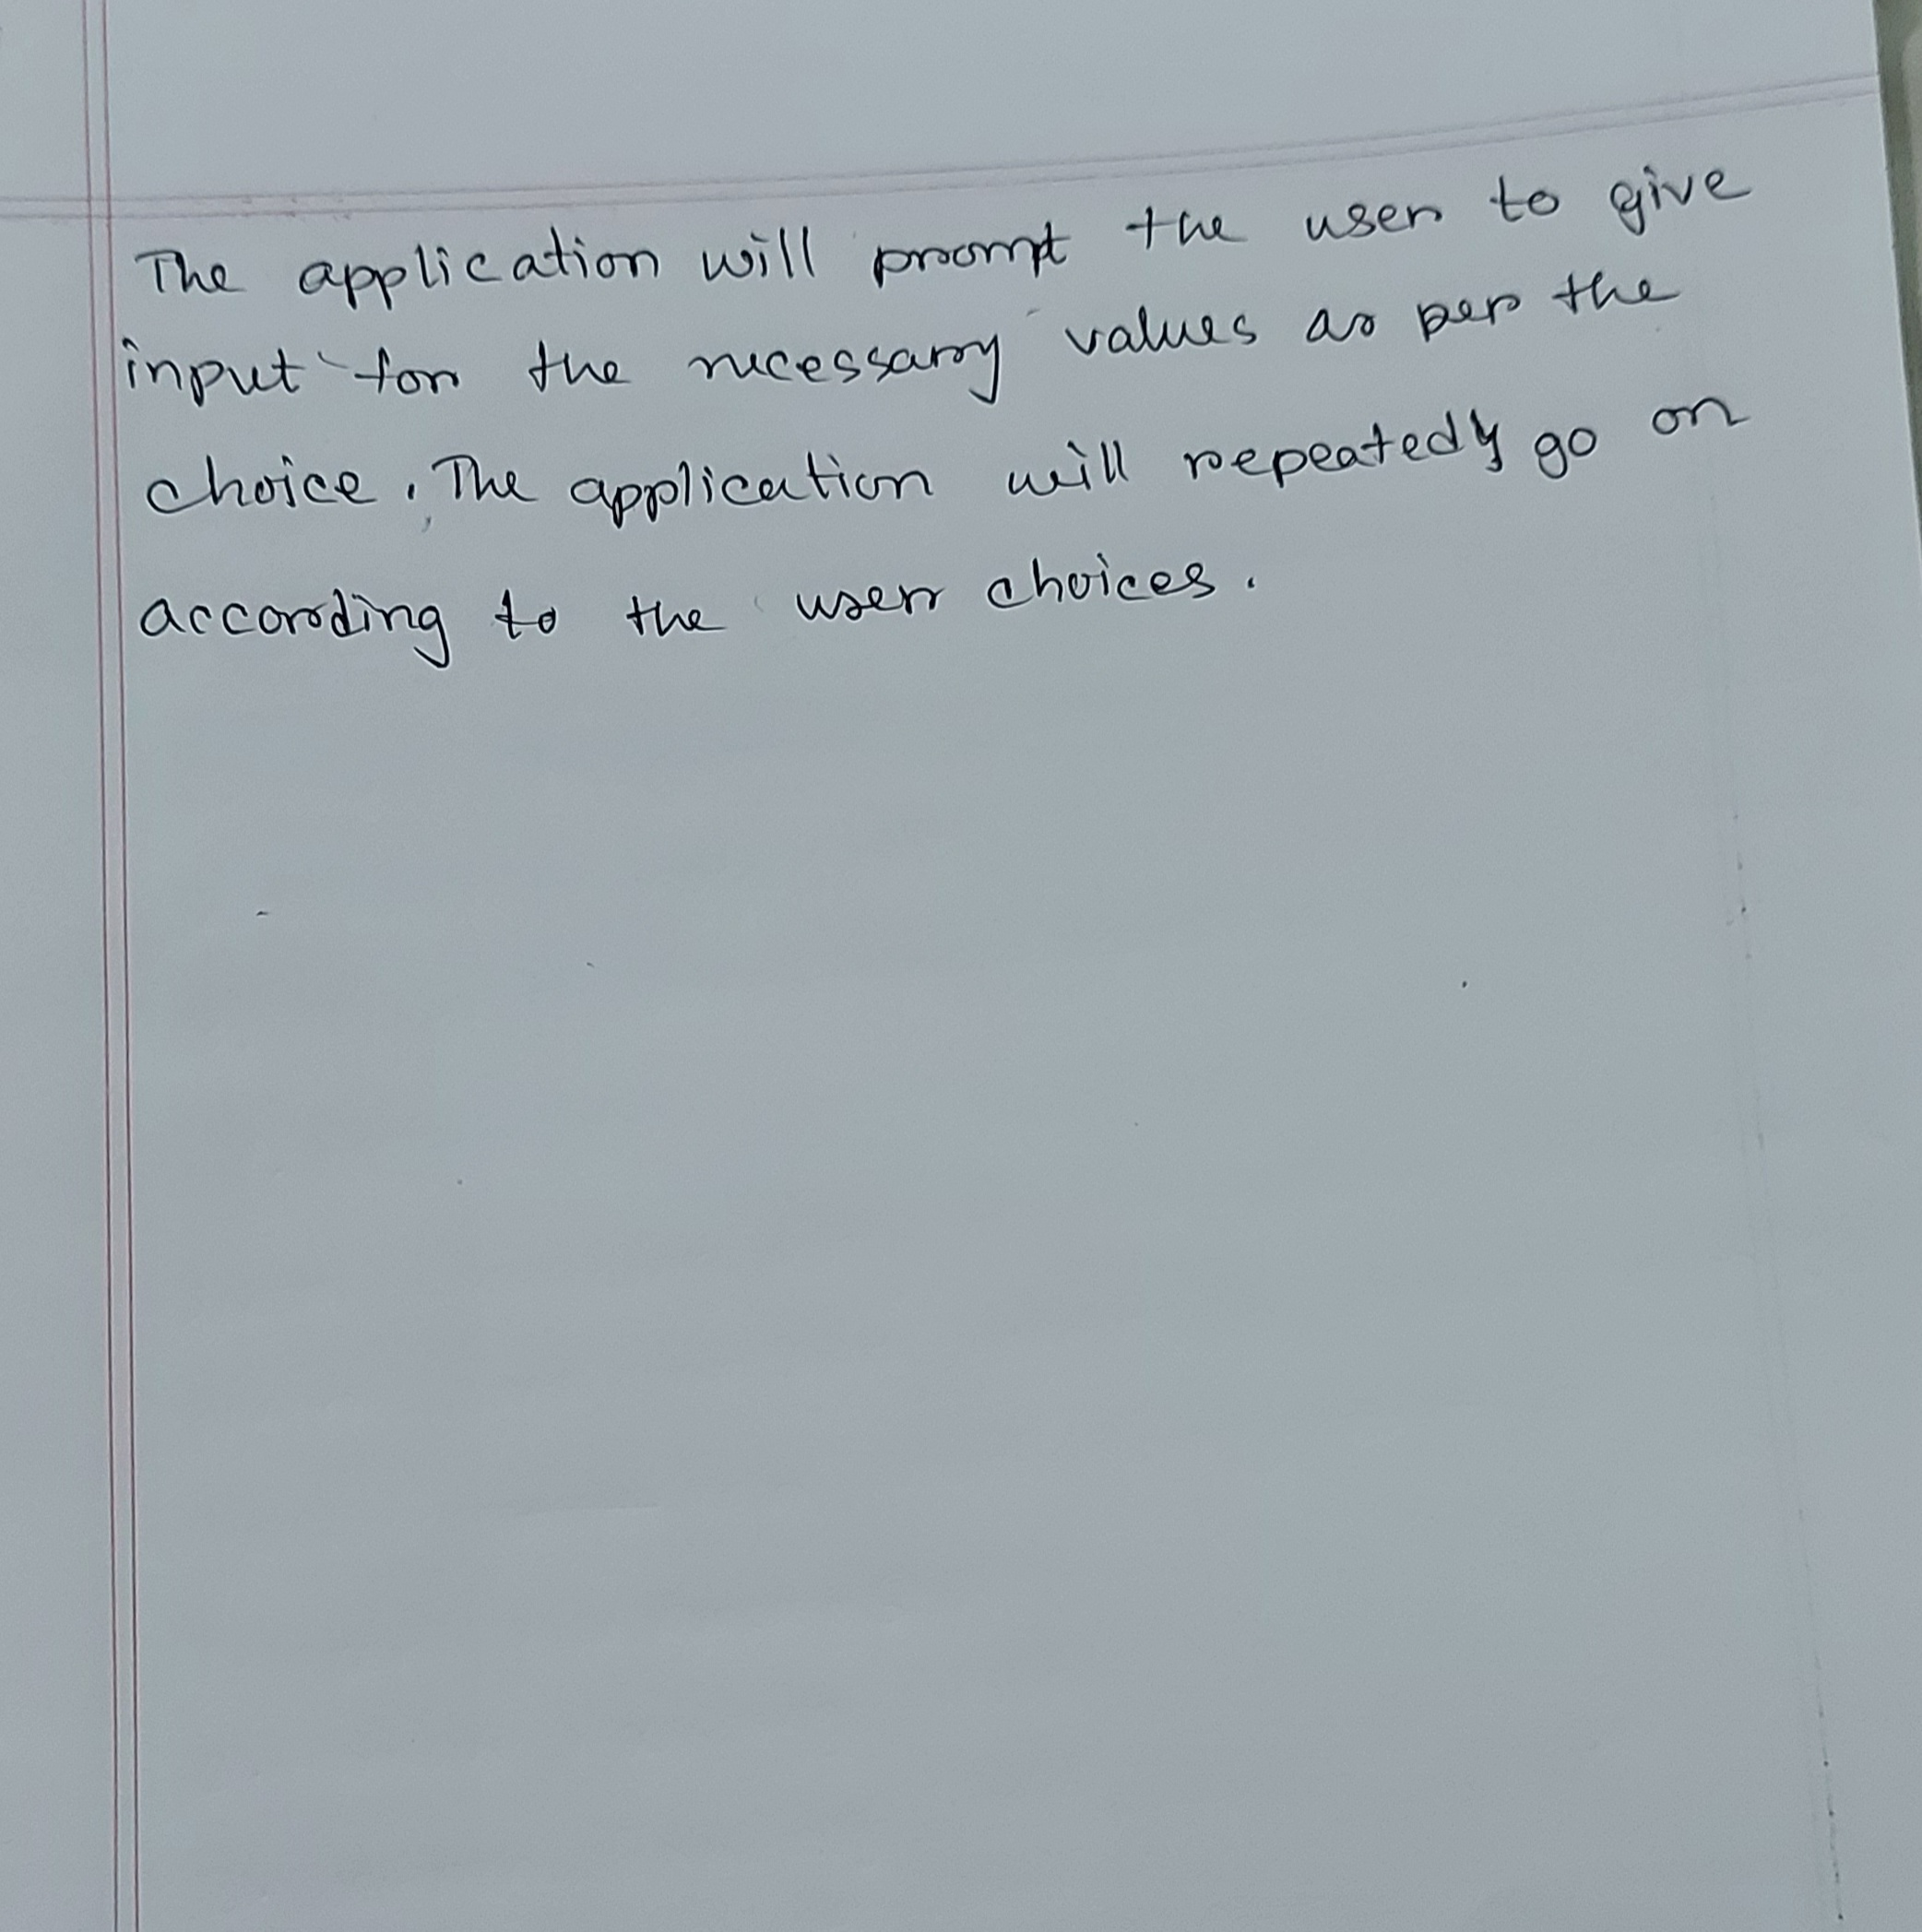 The application will prompt the user to give
input for the necessary values as per the
choice. The application will repeatedly go on
according to the user choices.